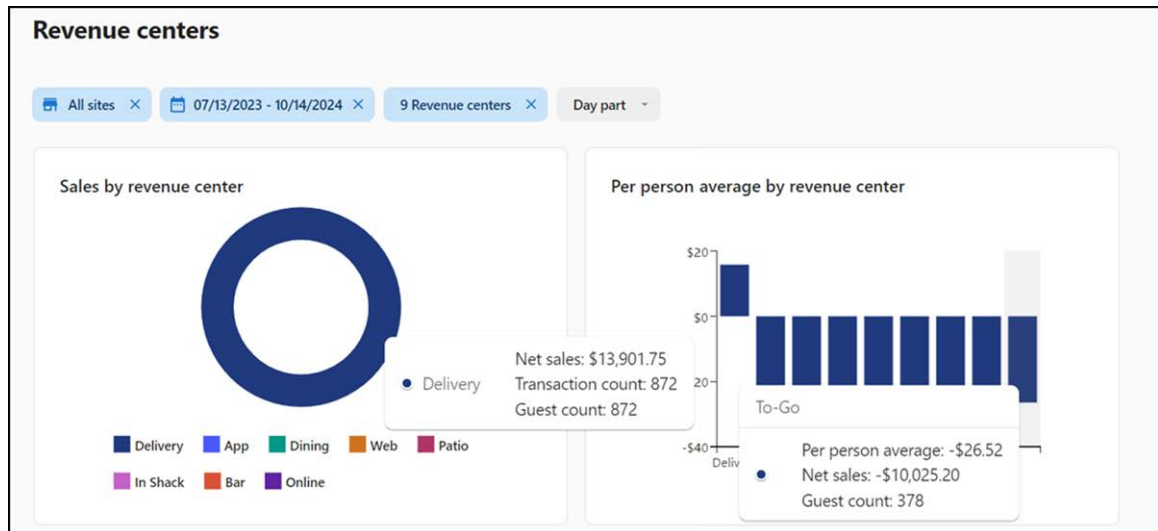 Revenue centers
All sites
07/13/2023 - 10/14/2024
9 Revenue centers
Day part
Sales by revenue center
Delivery
Net sales: $13,901.75
Transaction count: 872
Guest count: 872
Delivery App Dining Web Patio
In Shack Bar Online
Per person average by revenue center
$20
$0
20
-$40
Deliv
To-Go
Per person average: -$26.52
Net sales: -$10,025.20
Guest count: 378